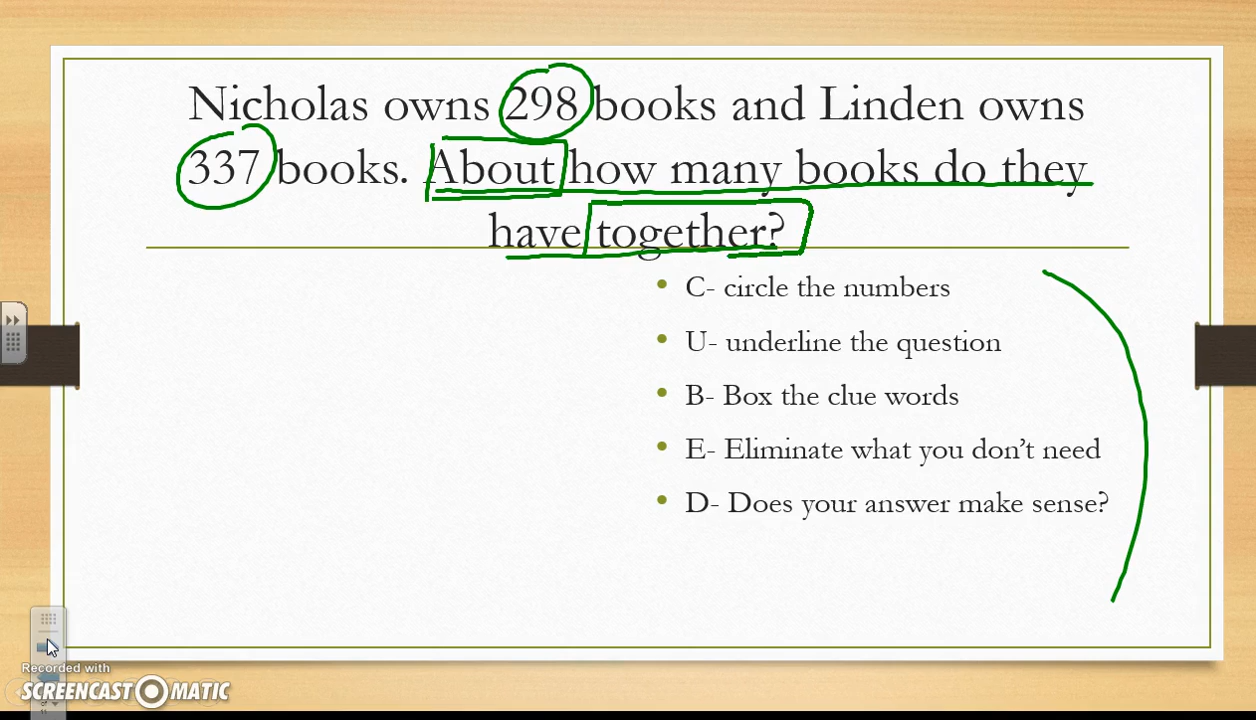 Nicholas owns 298 books and Linden owns
337 books. About how many books do they
have together?
• C- circle the numbers
• U- underline the question
• B- Box the clue words
• E- Eliminate what you don't need
• D- Does your answer make sense?
Recorded with
SCREENCAST MATIC
of
11